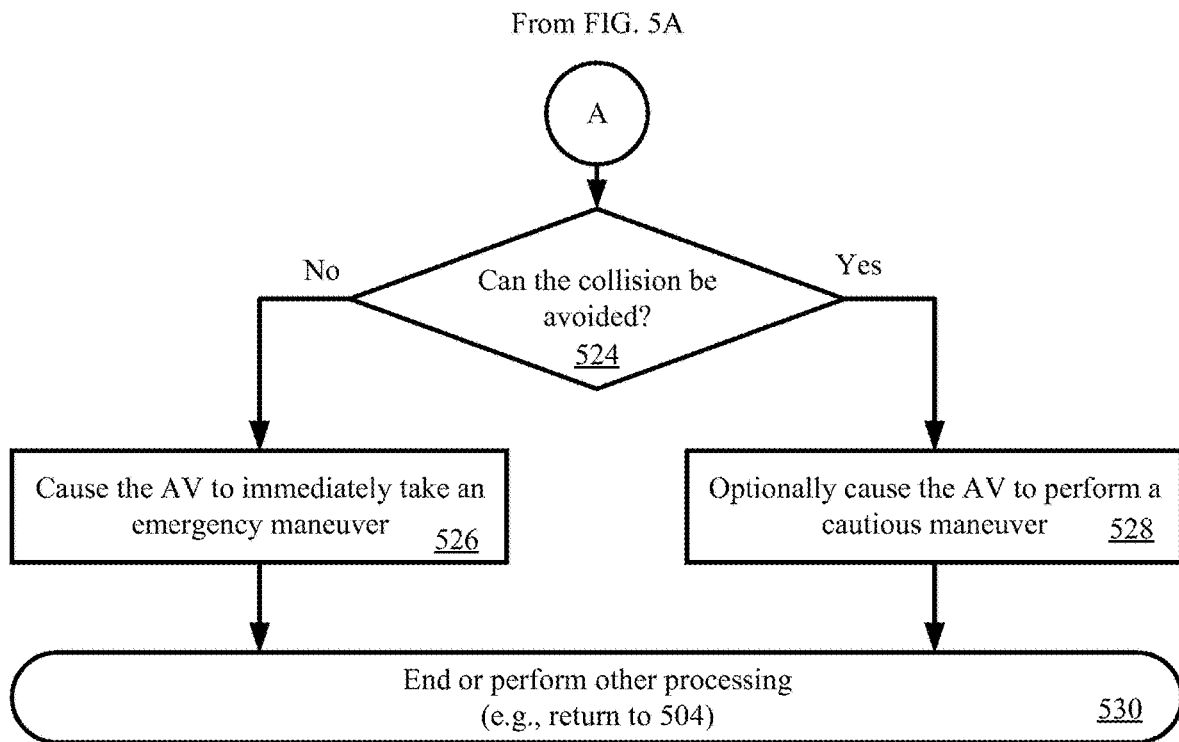 From FIG. 5A
A
No
Yes
Can the collision be
avoided?
524
Cause the AV to immediately take an
emergency maneuver
526
Optionally cause the AV to perform a
cautious maneuver
528
End or perform other processing
(e.g., return to 504)
530